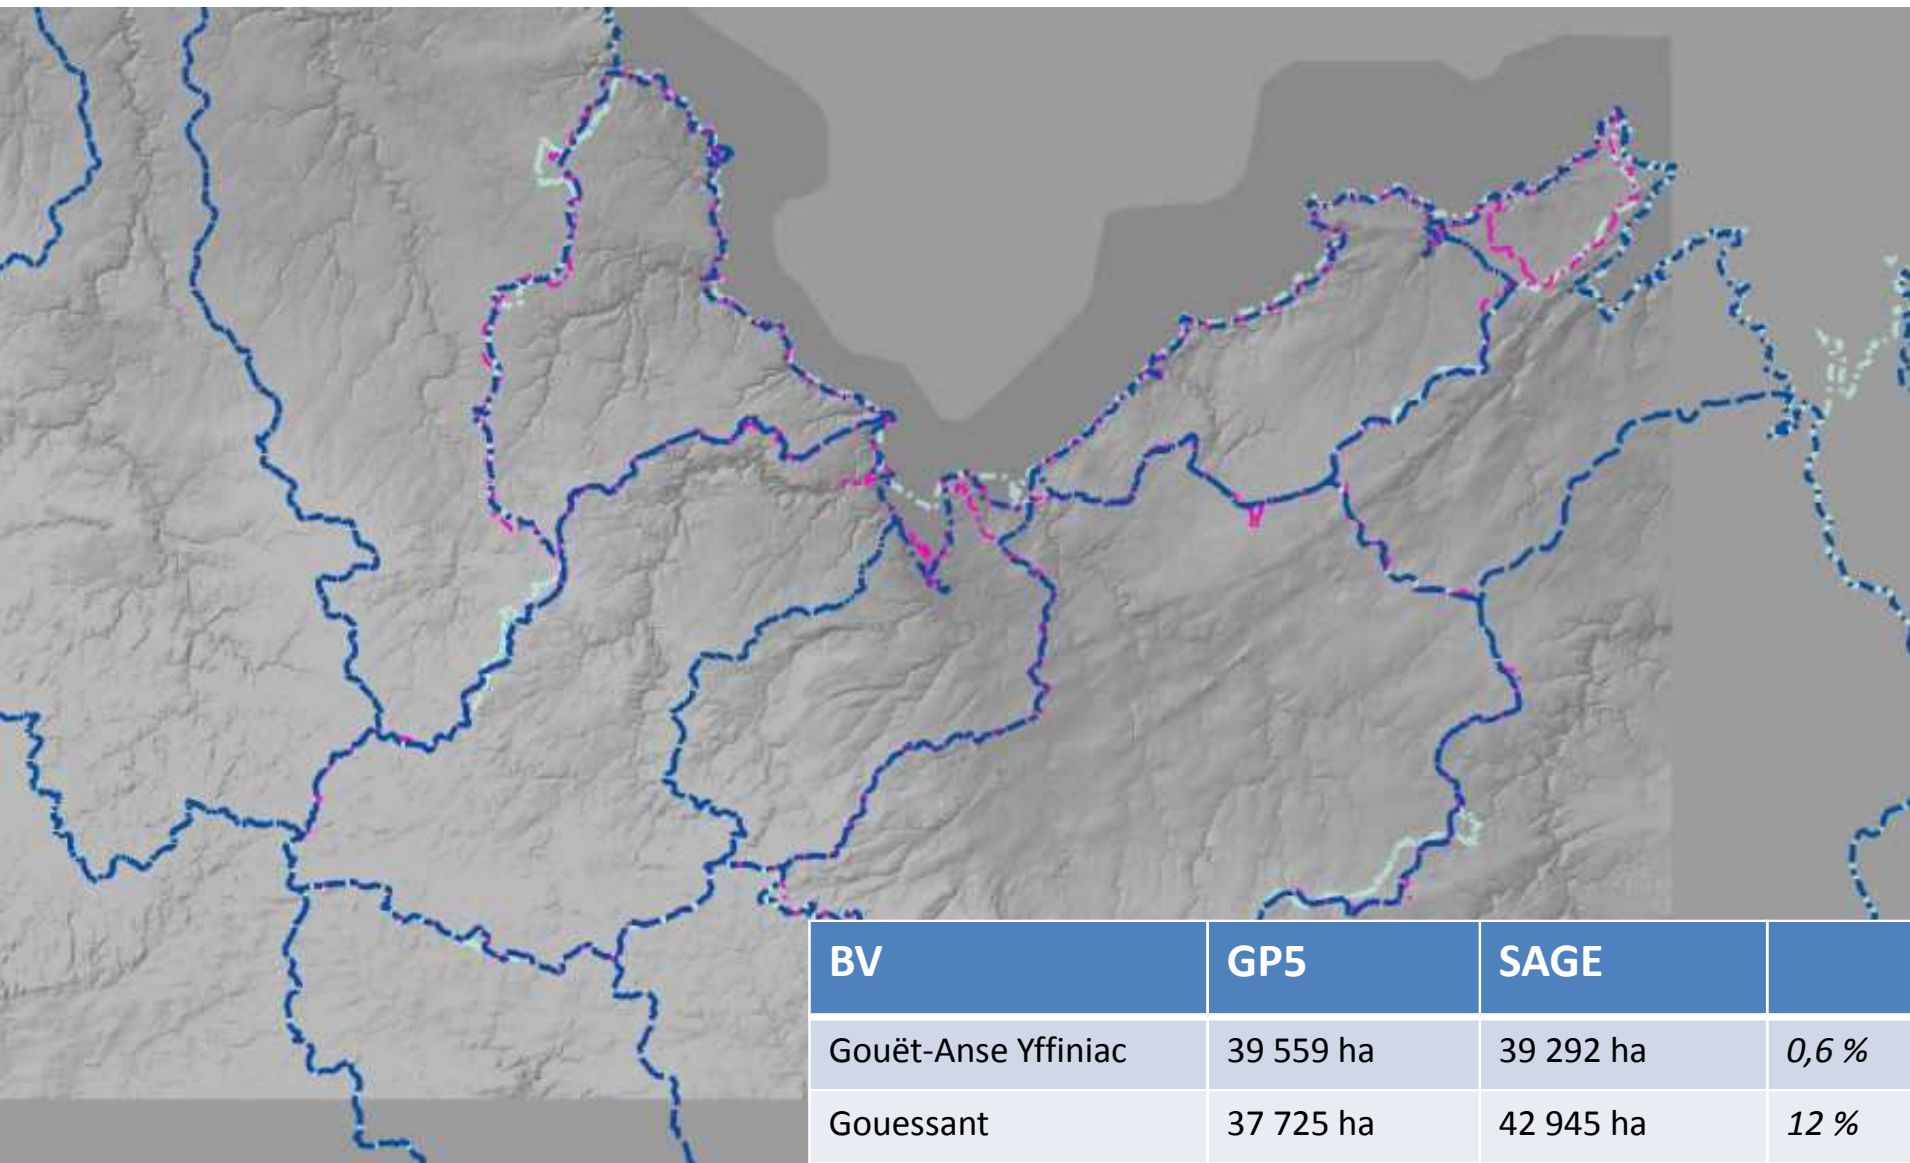 BV GP5 SAGE
Gouët-Anse Yffiniac 39 559 ha 39 292 ha 0,6 %
Gouessant 37 725 ha 42 945 ha 12 %